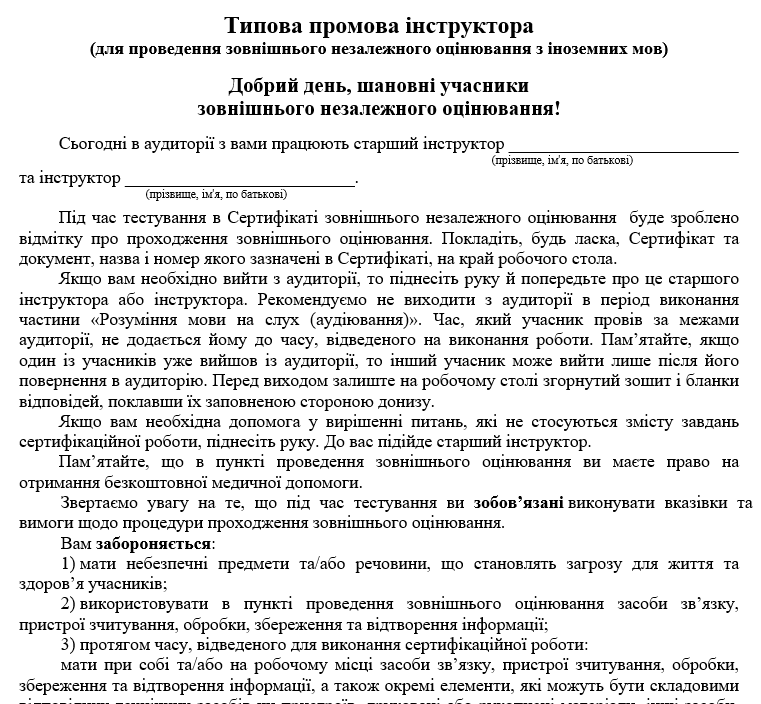 Типова промова інструктора
(для проведення зовнішнього незалежного оцінювання з іноземних мов)
Добрий день, шановні учасники
зовнішнього незалежного оцінювання!
Сьогодні в аудиторії з вами працюють старший інструктор __________________________
(прізвище, ім'я, по батькові)
та інструктор __________________________.
(прізвище, ім'я, по батькові)
Під час тестування в Сертифікаті зовнішнього незалежного оцінювання буде зроблено
відмітку про проходження зовнішнього оцінювання. Покладіть, будь ласка, Сертифікат та
документ, назва і номер якого зазначені в Сертифікаті, на край робочого стола.
Якщо вам необхідно вийти з аудиторії, то піднесіть руку й попередьте про це старшого
інструктора або інструктора. Рекомендуємо не виходити з аудиторії в період виконання
частини «Розуміння мови на слух (аудіювання)». Час, який учасник провів за межами
аудиторії, не додається йому до часу, відведеного на виконання роботи. Пам’ятайте, якщо
один із учасників уже вийшов із аудиторії, то інший учасник може вийти лише після його
повернення в аудиторію. Перед виходом залиште на робочому столі згорнутий зошит і бланки
відповідей, поклавши їх заповненою стороною донизу.
Якщо вам необхідна допомога у вирішенні питань, які не стосуються змісту завдань
сертифікаційної роботи, піднесіть руку. До вас підійде старший інструктор.
Пам’ятайте, що в пункті проведення зовнішнього оцінювання ви маєте право на
отримання безкоштовної медичної допомоги.
Звертаємо увагу на те, що під час тестування ви зобов’язані виконувати вказівки та
вимоги щодо процедури проходження зовнішнього оцінювання.
Вам забороняється:
1) мати небезпечні предмети та/або речовини, що становлять загрозу для життя та
здоров’я учасників;
2) використовувати в пункті проведення зовнішнього оцінювання засоби зв’язку,
пристрої зчитування, обробки, збереження та відтворення інформації;
3) протягом часу, відведеного для виконання сертифікаційної роботи:
мати при собі та/або на робочому місці засоби зв’язку, пристрої зчитування, обробки,
збереження та відтворення інформації, а також окремі елементи, які можуть бути складовими